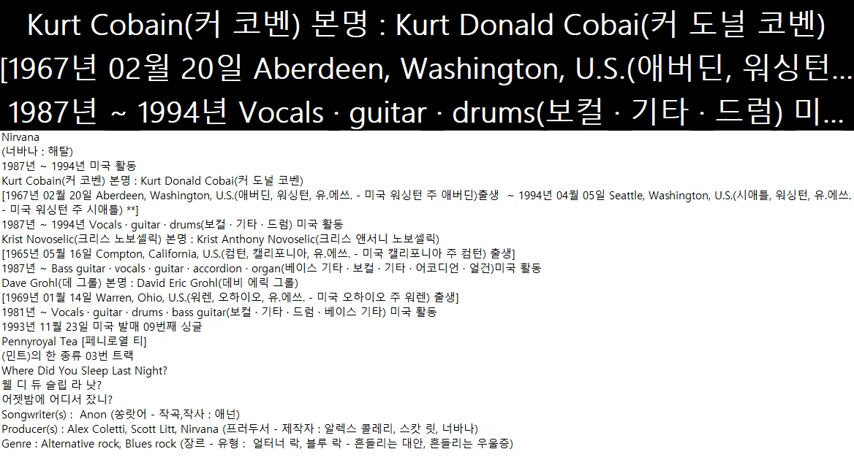 Kurt Cobain(커 코벤) 본명 : Kurt Donald Cobai(커 도널 코벤)
[1967년 02월 20일 Aberdeen, Washington, U.S.(애버딘, 워싱턴...
1987년 ~ 1994년 Vocals · guitar · drums(보컬 · 기타 · 드럼) 미...
Nirvana
(너바나 : 해탈)
1987년 ~ 1994년 미국 활동
Kurt Cobain(커 코벤) 본명 : Kurt Donald Cobai(커 도널 코벤)
[1967년 02월 20일 Aberdeen, Washington, U.S.(애버딘, 워싱턴, 유.에쓰. - 미국 워싱턴 주 애버딘)출생 ~ 1994년 04월 05일 Seattle, Washington, U.S.(시애틀, 워싱턴, 유.에쓰.
- 미국 워싱턴 주 시애틀) **]
1987년 ~ 1994년 Vocals · guitar · drums(보컬 · 기타 · 드럼) 미국 활동
Krist Novoselic(크리스 노보셀릭) 본명 : Krist Anthony Novoselic(크리스 앤서니 노보셀릭)
[1965년 05월 16일 Compton, California, U.S.(컴턴, 캘리포니아, 유.에쓰. - 미국 캘리포니아 주 컴턴) 출생]
1987년 ~ Bass guitar · vocals · guitar · accordion · organ(베이스 기타 · 보컬 · 기타 · 어코디언 · 얼건)미국 활동
Dave Grohl(데 그롤) 본명 : David Eric Grohl(데비 에릭 그롤)
[1969년 01월 14일 Warren, Ohio, U.S.(워렌, 오하이오, 유.에쓰. - 미국 오하이오 주 워렌) 출생]
1981년 ~ Vocals · guitar · drums · bass guitar(보컬 · 기타 · 드럼 · 베이스 기타) 미국 활동
1993년 11월 23일 미국 발매 09번째 싱글
Pennyroyal Tea [페니로열 티]
(민트)의 한 종류 03번 트랙
Where Did You Sleep Last Night?
웰 디 듀 슬립 라 낫?
어젯밤에 어디서 잤니?
Songwriter(s) : Anon (쏭랏어 - 작곡,작사 : 애넌)
Producer(s) : Alex Coletti, Scott Litt, Nirvana (프러두서 - 제작자 : 알렉스 콜레리, 스캇 릿, 너바나)
Genre : Alternative rock, Blues rock (장르 - 유형 : 얼터너 락, 블루 락 - 흔들리는 대안, 흔들리는 우울증)